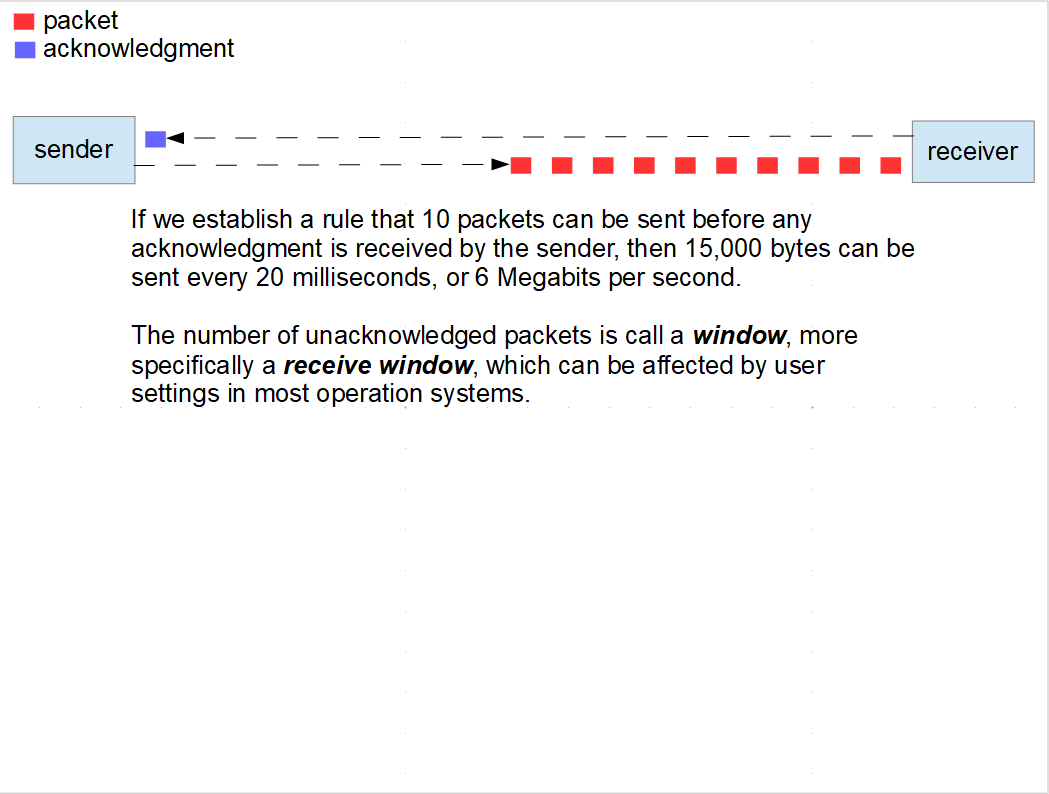 packet
acknowledgment
sender
receiver
If we establish a rule that 10 packets can be sent before any
acknowledgment is received by the sender, then 15,000 bytes can be
sent every 20 milliseconds, or 6 Megabits per second.
The number of unacknowledged packets is call a window, more
specifically a receive window, which can be affected by user
settings in most operation systems.